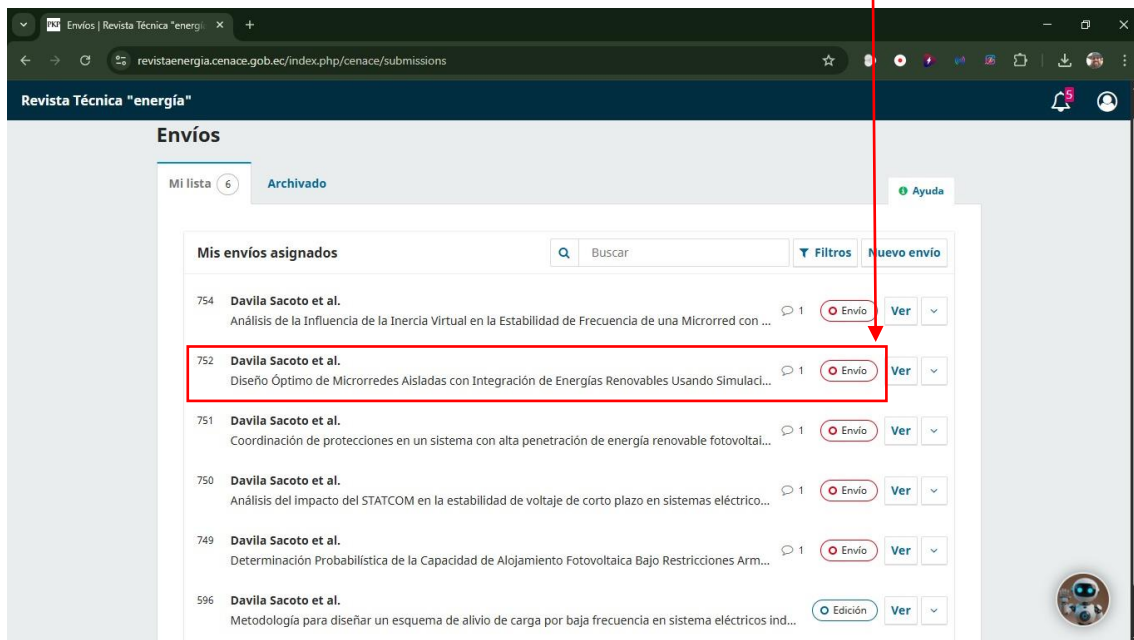 PKP Envíos | Revista Técnica "energí
revistaenergia.cenace.gob.ec/index.php/cenace/submissions
Revista Técnica "energía"
5
Envíos
Mi lista 6 Archivado
Ayuda
Mis envíos asignados Buscar Filtros Nuevo envío
754 Davila Sacoto et al.
Análisis de la Influencia de la Inercia Virtual en la Estabilidad de Frecuencia de una Microrred con ... 1 Envío Ver
752 Davila Sacoto et al.
Diseño Óptimo de Microrredes Aisladas con Integración de Energías Renovables Usando Simulaci... 1 Envío Ver
751 Davila Sacoto et al.
Coordinación de protecciones en un sistema con alta penetración de energía renovable fotovoltai... 1 Envío Ver
750 Davila Sacoto et al.
Análisis del impacto del STATCOM en la estabilidad de voltaje de corto plazo en sistemas eléctrico... 1 Envío Ver
749 Davila Sacoto et al.
Determinación Probabilística de la Capacidad de Alojamiento Fotovoltaica Bajo Restricciones Arm... 1 Envío Ver
596 Davila Sacoto et al.
Metodología para diseñar un esquema de alivio de carga por baja frecuencia en sistema eléctricos ind... Edición Ver